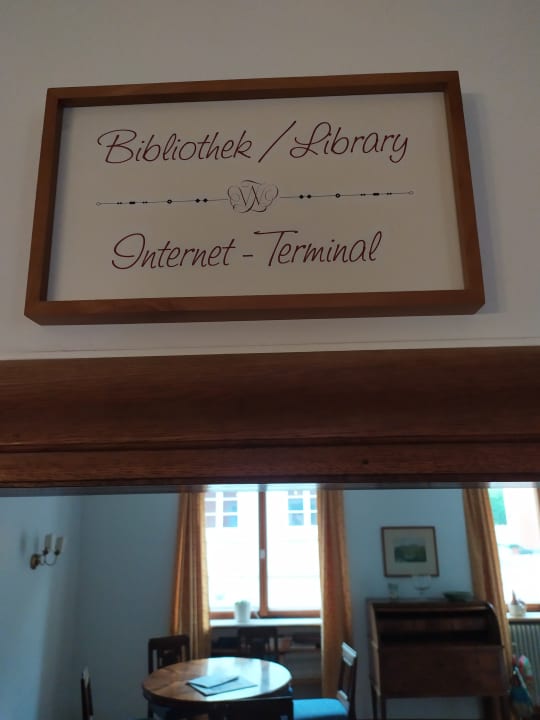 Bibliothek / Library
Internet - Terminal